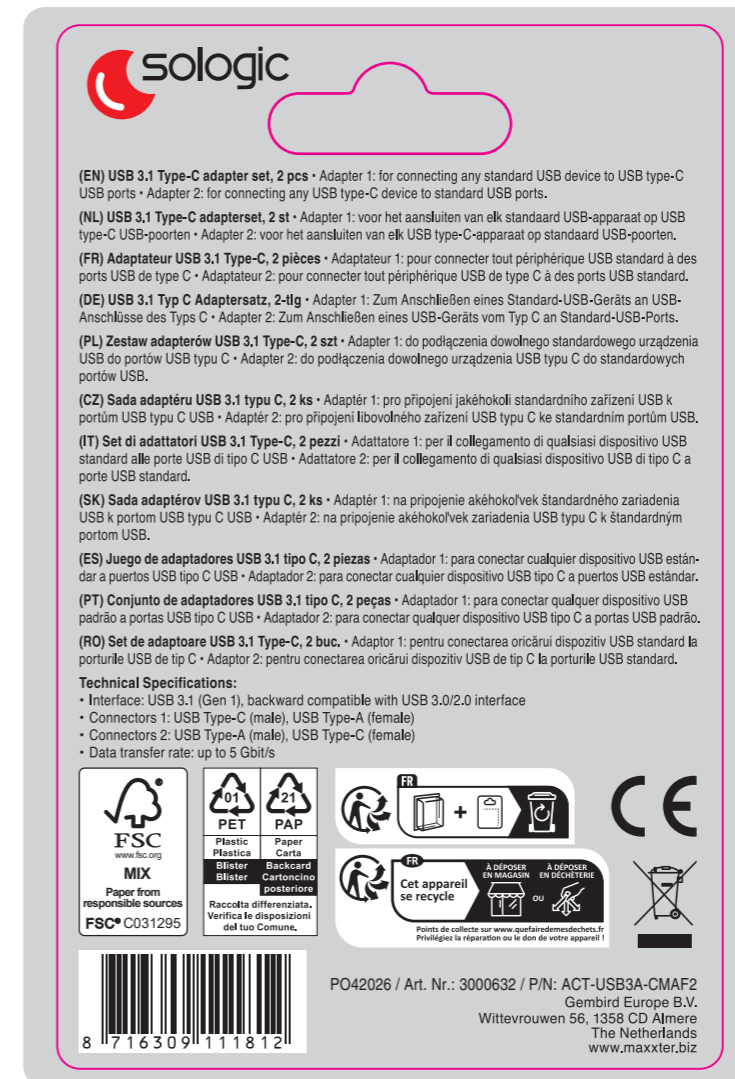 sologic
(EN) USB 3.1 Type-C adapter set, 2 pcs • Adapter 1: for connecting any standard USB device to USB type-C
USB ports • Adapter 2: for connecting any USB type-C device to standard USB ports.
(NL) USB 3.1 Type-C adapterset, 2 st • Adapter 1: voor het aansluiten van elk standaard USB-apparaat op USB
type-C USB-poorten • Adapter 2: voor het aansluiten van elk USB type-C-apparaat op standaard USB-poorten.
(FR) Adaptateur USB 3.1 Type-C, 2 pièces • Adaptateur 1: pour connecter tout périphérique USB standard à des
ports USB de type C • Adaptateur 2: pour connecter tout périphérique USB de type C à des ports USB standard.
(DE) USB 3.1 Typ C Adaptersatz, 2-tlg • Adapter 1: Zum Anschließen eines Standard-USB-Geräts an USB-
Anschlüsse des Typs C • Adapter 2: Zum Anschließen eines USB-Geräts vom Typ C an Standard-USB-Ports.
(PL) Zestaw adapterów USB 3.1 Type-C, 2 szt • Adapter 1: do podłączenia dowolnego standardowego urządzenia
USB do portów USB typu C • Adapter 2: do podłączenia dowolnego urządzenia USB typu C do standardowych
portów USB.
(CZ) Sada adaptéru USB 3.1 typu C, 2 ks • Adaptér 1: pro připojení jakéhokoli standardního zařízení USB k
portům USB typu C USB • Adaptér 2: pro připojení libovolného zařízení USB typu C ke standardním portům USB.
(IT) Set di adattatori USB 3.1 Type-C, 2 pezzi • Adattatore 1: per il collegamento di qualsiasi dispositivo USB
standard alle porte USB di tipo C USB • Adattatore 2: per il collegamento di qualsiasi dispositivo USB di tipo C a
porte USB standard.
(SK) Sada adaptérov USB 3.1 typu C, 2 ks • Adaptér 1: na pripojenie akéhokoľvek štandardného zariadenia
USB k portom USB typu C USB • Adaptér 2: na pripojenie akéhokoľvek zariadenia USB typu C k štandardným
portom USB.
(ES) Juego de adaptadores USB 3.1 tipo C, 2 piezas • Adaptador 1: para conectar cualquier dispositivo USB están-
dar a puertos USB tipo C USB • Adaptador 2: para conectar cualquier dispositivo USB tipo C a puertos USB estándar.
(PT) Conjunto de adaptadores USB 3.1 tipo C, 2 peças • Adaptador 1: para conectar qualquer dispositivo USB
padrão a portas USB tipo C USB • Adaptador 2: para conectar qualquer dispositivo USB tipo C a portas USB padrão.
(RO) Set de adaptoare USB 3.1 Type-C, 2 buc. • Adaptor 1: pentru conectarea oricărui dispozitiv USB standard la
porturile USB de tip C • Adaptor 2: pentru conectarea oricărui dispozitiv USB de tip C la porturile USB standard.
Technical Specifications:
• Interface: USB 3.1 (Gen 1), backward compatible with USB 3.0/2.0 interface
• Connectors 1: USB Type-C (male), USB Type-A (female)
• Connectors 2: USB Type-A (male), USB Type-C (female)
• Data transfer rate: up to 5 Gbit/s
FSC
www.fsc.org
MIX
Paper from
responsible sources
FSC® C031295
01
PET
Plastic
Plastica
Blister
Blister
21
PAP
Paper
Carta
Backcard
Cartoncino
posteriore
Raccolta differenziata.
Verifica le disposizioni
del tuo Comune.
FR
+
FR
Cet appareil
se recycle
À DÉPOSER
EN MAGASIN
OU
À DÉPOSER
EN DÉCHÈTERIE
Points de collecte sur www.quefairedemesdechets.fr
Privilégiez la réparation ou le don de votre appareil !
CE
8 716309 111812
PO42026 / Art. Nr.: 3000632 / P/N: ACT-USB3A-CMAF2
Gembird Europe B.V.
Wittevrouwen 56, 1358 CD Almere
The Netherlands
www.maxxter.biz